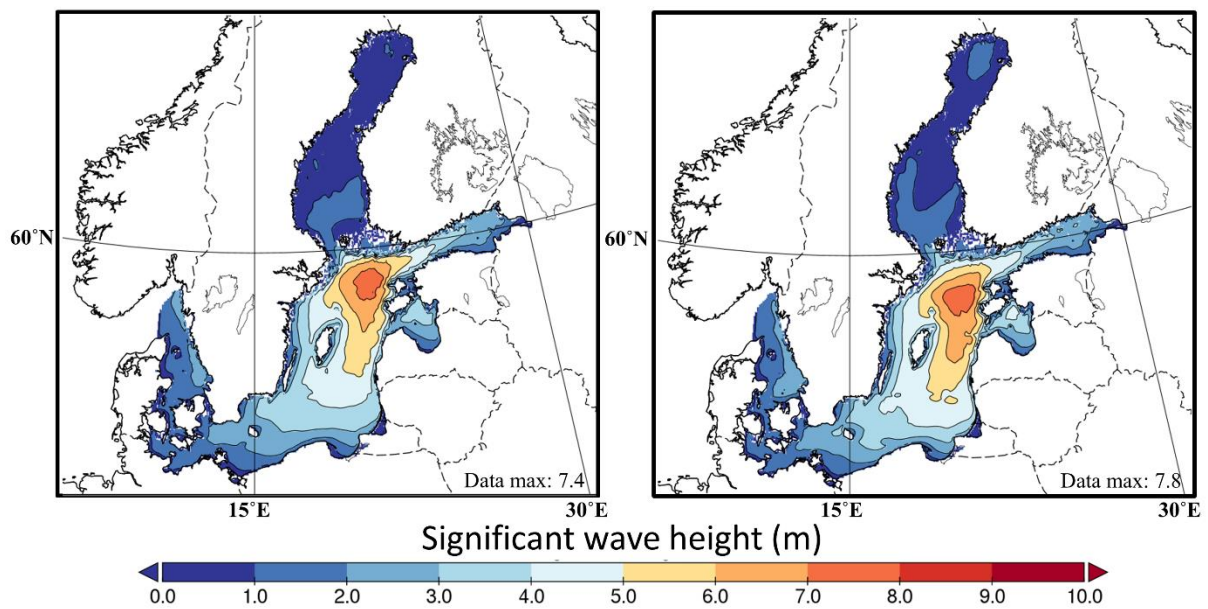 60°N
Data max: 7.4
15°E
30°E
60°N
Data max: 7.8
15°E
30°E
Significant wave height (m)
0.0 1.0 2.0 3.0 4.0 5.0 6.0 7.0 8.0 9.0 10.0